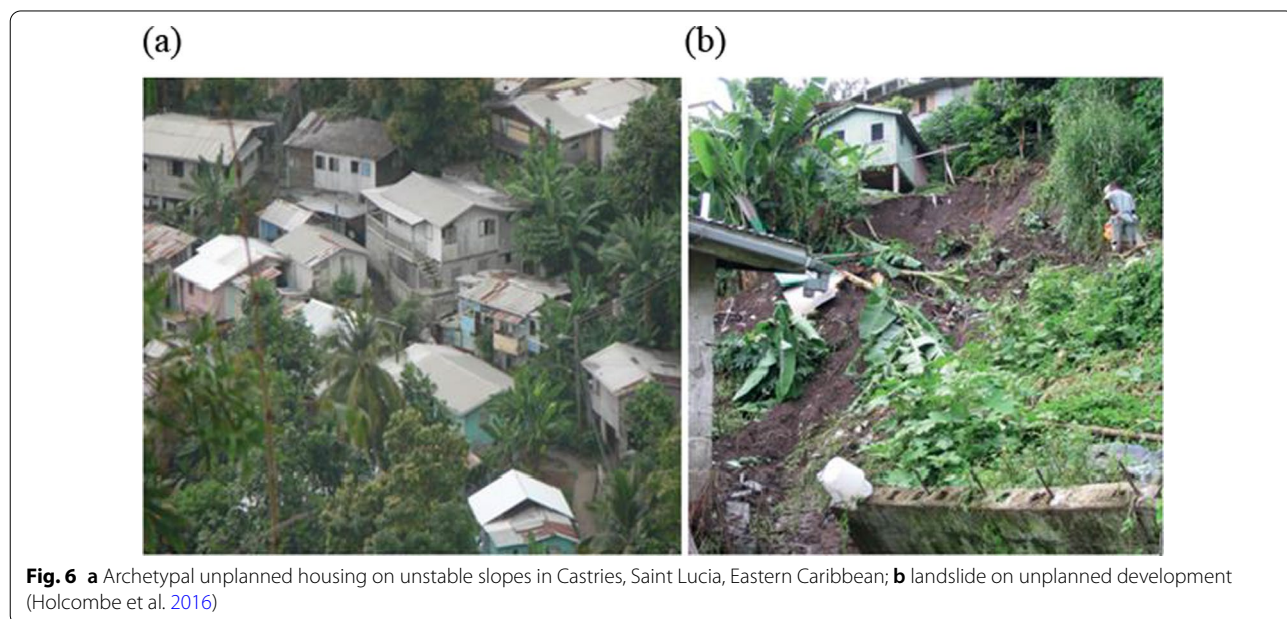 (a)
(b)
Fig. 6 a Archetypal unplanned housing on unstable slopes in Castries, Saint Lucia, Eastern Caribbean; b landslide on unplanned development
(Holcombe et al. 2016)